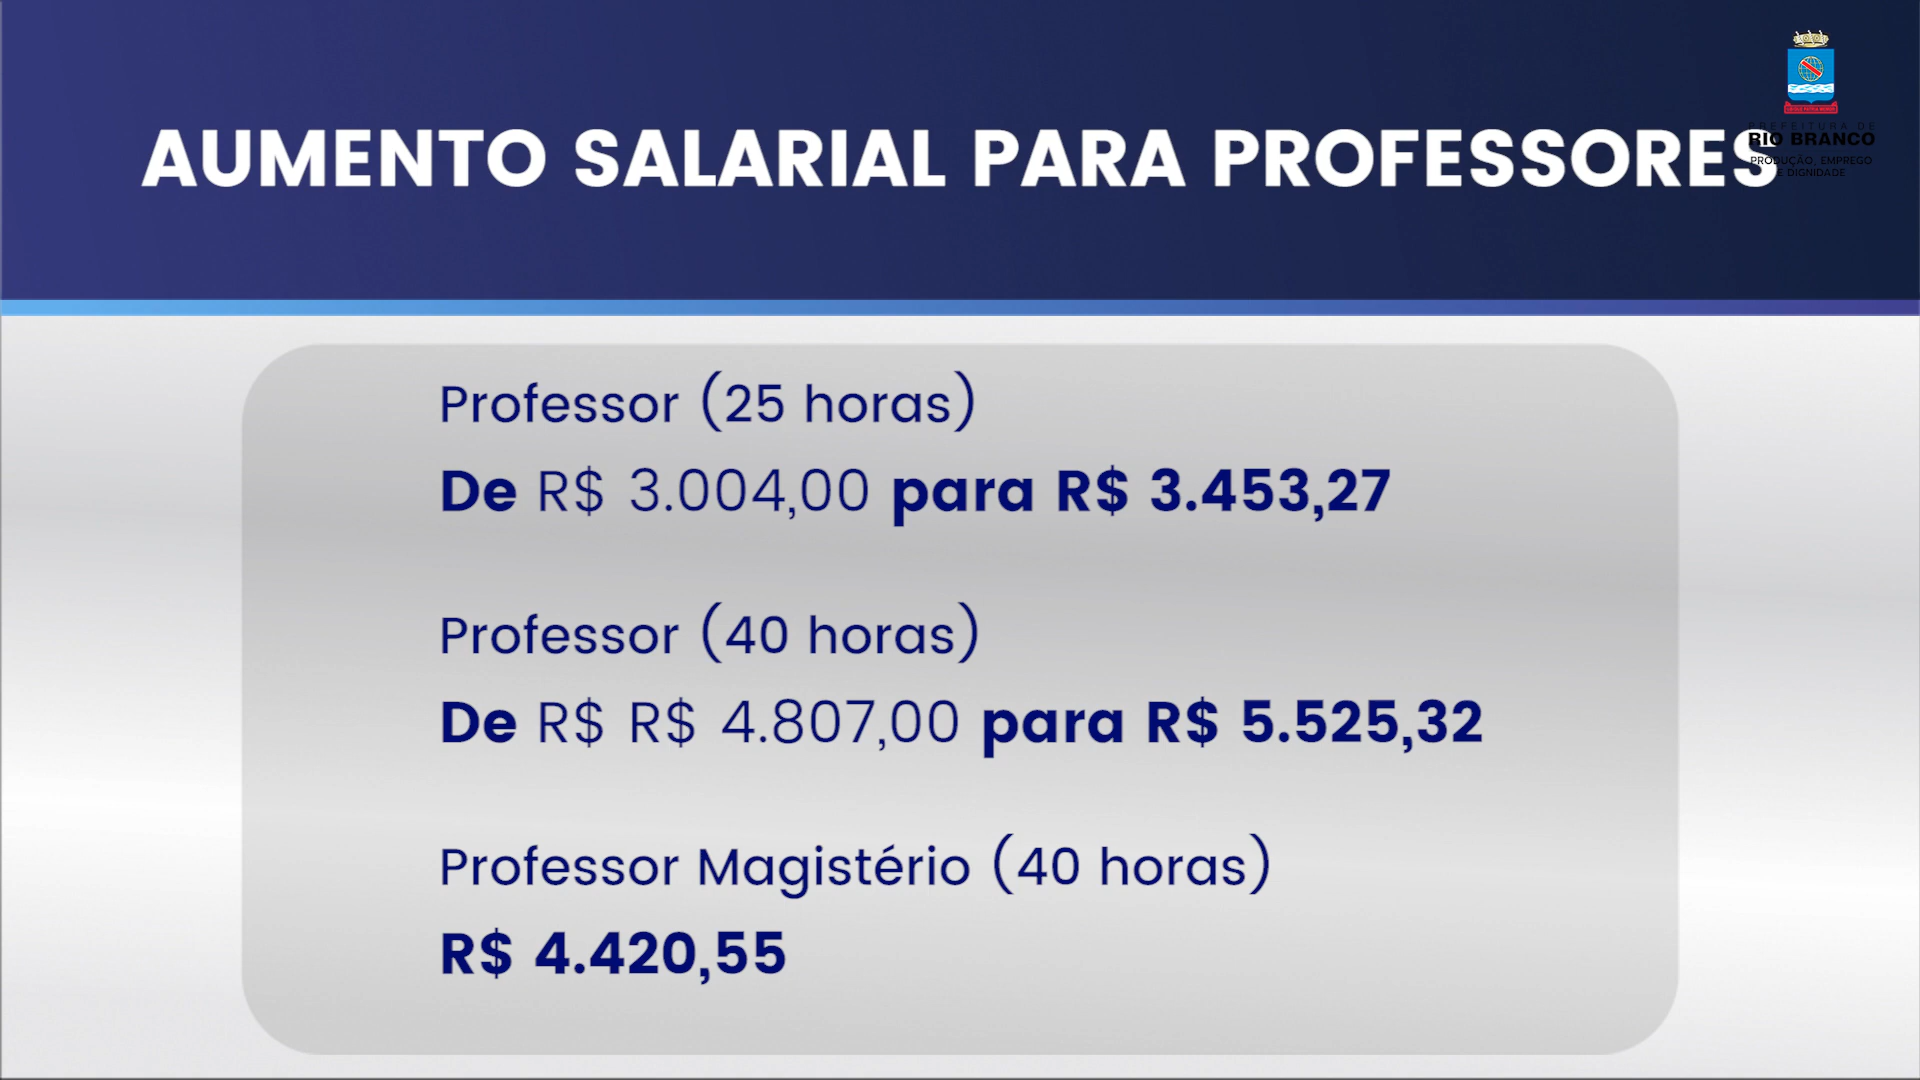 AUMENTO SALARIAL PARA PROFESSORES
PREFEITURA DE
RIO BRANCO
PRODUÇÃO, EMPREGO
E DIGNIDADE
Professor (25 horas)
De R$ 3.004,00 para R$ 3.453,27
Professor (40 horas)
De R$ R$ 4.807,00 para R$ 5.525,32
Professor Magistério (40 horas)
R$ 4.420,55